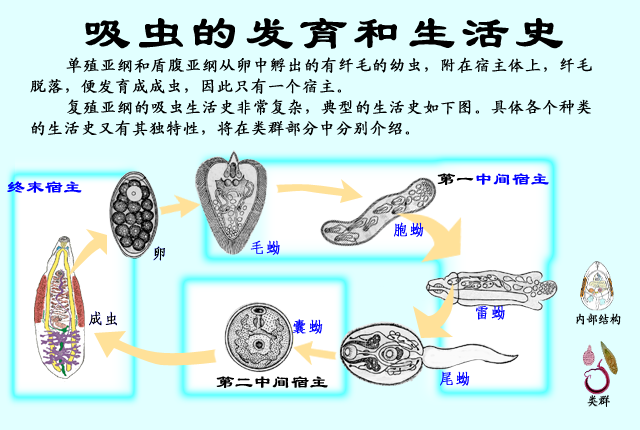 吸虫的发育和生活史
单殖亚纲和盾腹亚纲从卵中孵出的有纤毛的幼虫，附在宿主体上，纤毛
脱落，便发育成成虫，因此只有一个宿主。
复殖亚纲的吸虫生活史非常复杂，典型的生活史如下图。具体各个种类
的生活史又有其独特性，将在类群部分中分别介绍。
终末宿主
第一中间宿主
卵
毛蚴
胞蚴
雷蚴
内部结构
成虫
囊蚴
尾蚴
第二中间宿主
类群